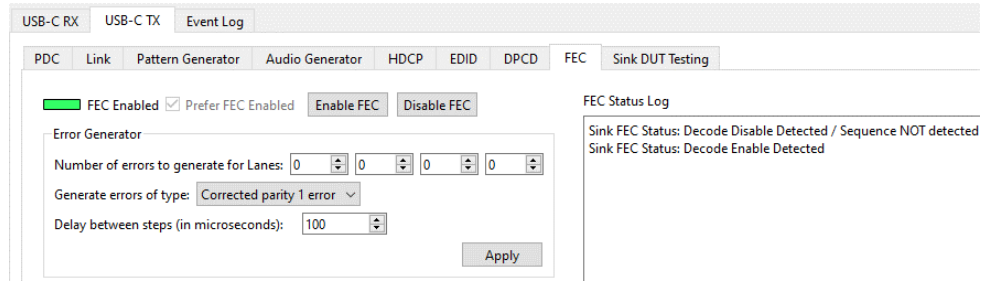 USB-C RX USB-C TX Event Log
PDC Link Pattern Generator Audio Generator HDCP EDID DPCD FEC Sink DUT Testing
FEC Enabled Prefer FEC Enabled Enable FEC Disable FEC
Error Generator
Number of errors to generate for Lanes: 0 0 0 0
Generate errors of type: Corrected parity 1 error
Delay between steps (in microseconds): 100
Apply
FEC Status Log
Sink FEC Status: Decode Disable Detected / Sequence NOT detected
Sink FEC Status: Decode Enable Detected